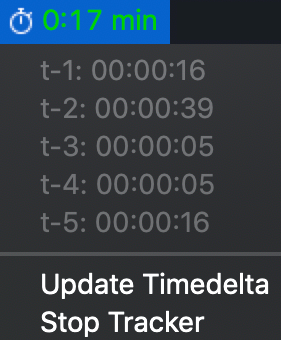 0:17 min
t-1: 00:00:16
t-2: 00:00:39
t-3: 00:00:05
t-4: 00:00:05
t-5: 00:00:16
Update Timedelta
Stop Tracker